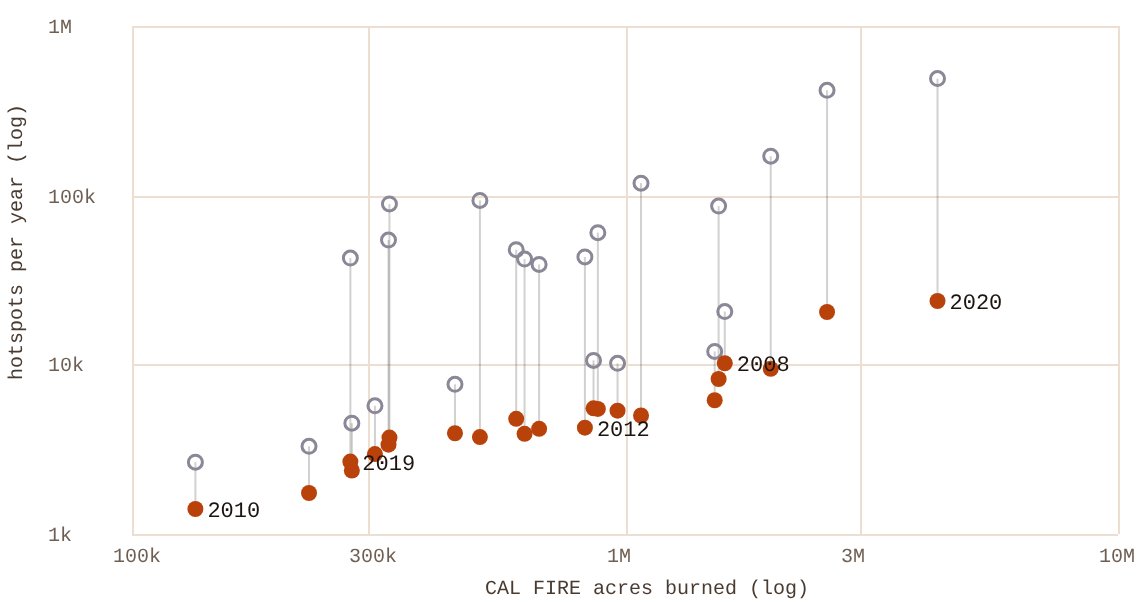 1M
100k
10k
1k
hotspots per year (log)
2020
2008
2012
2019
2010
100k
300k
1M
3M
10M
CAL FIRE acres burned (log)